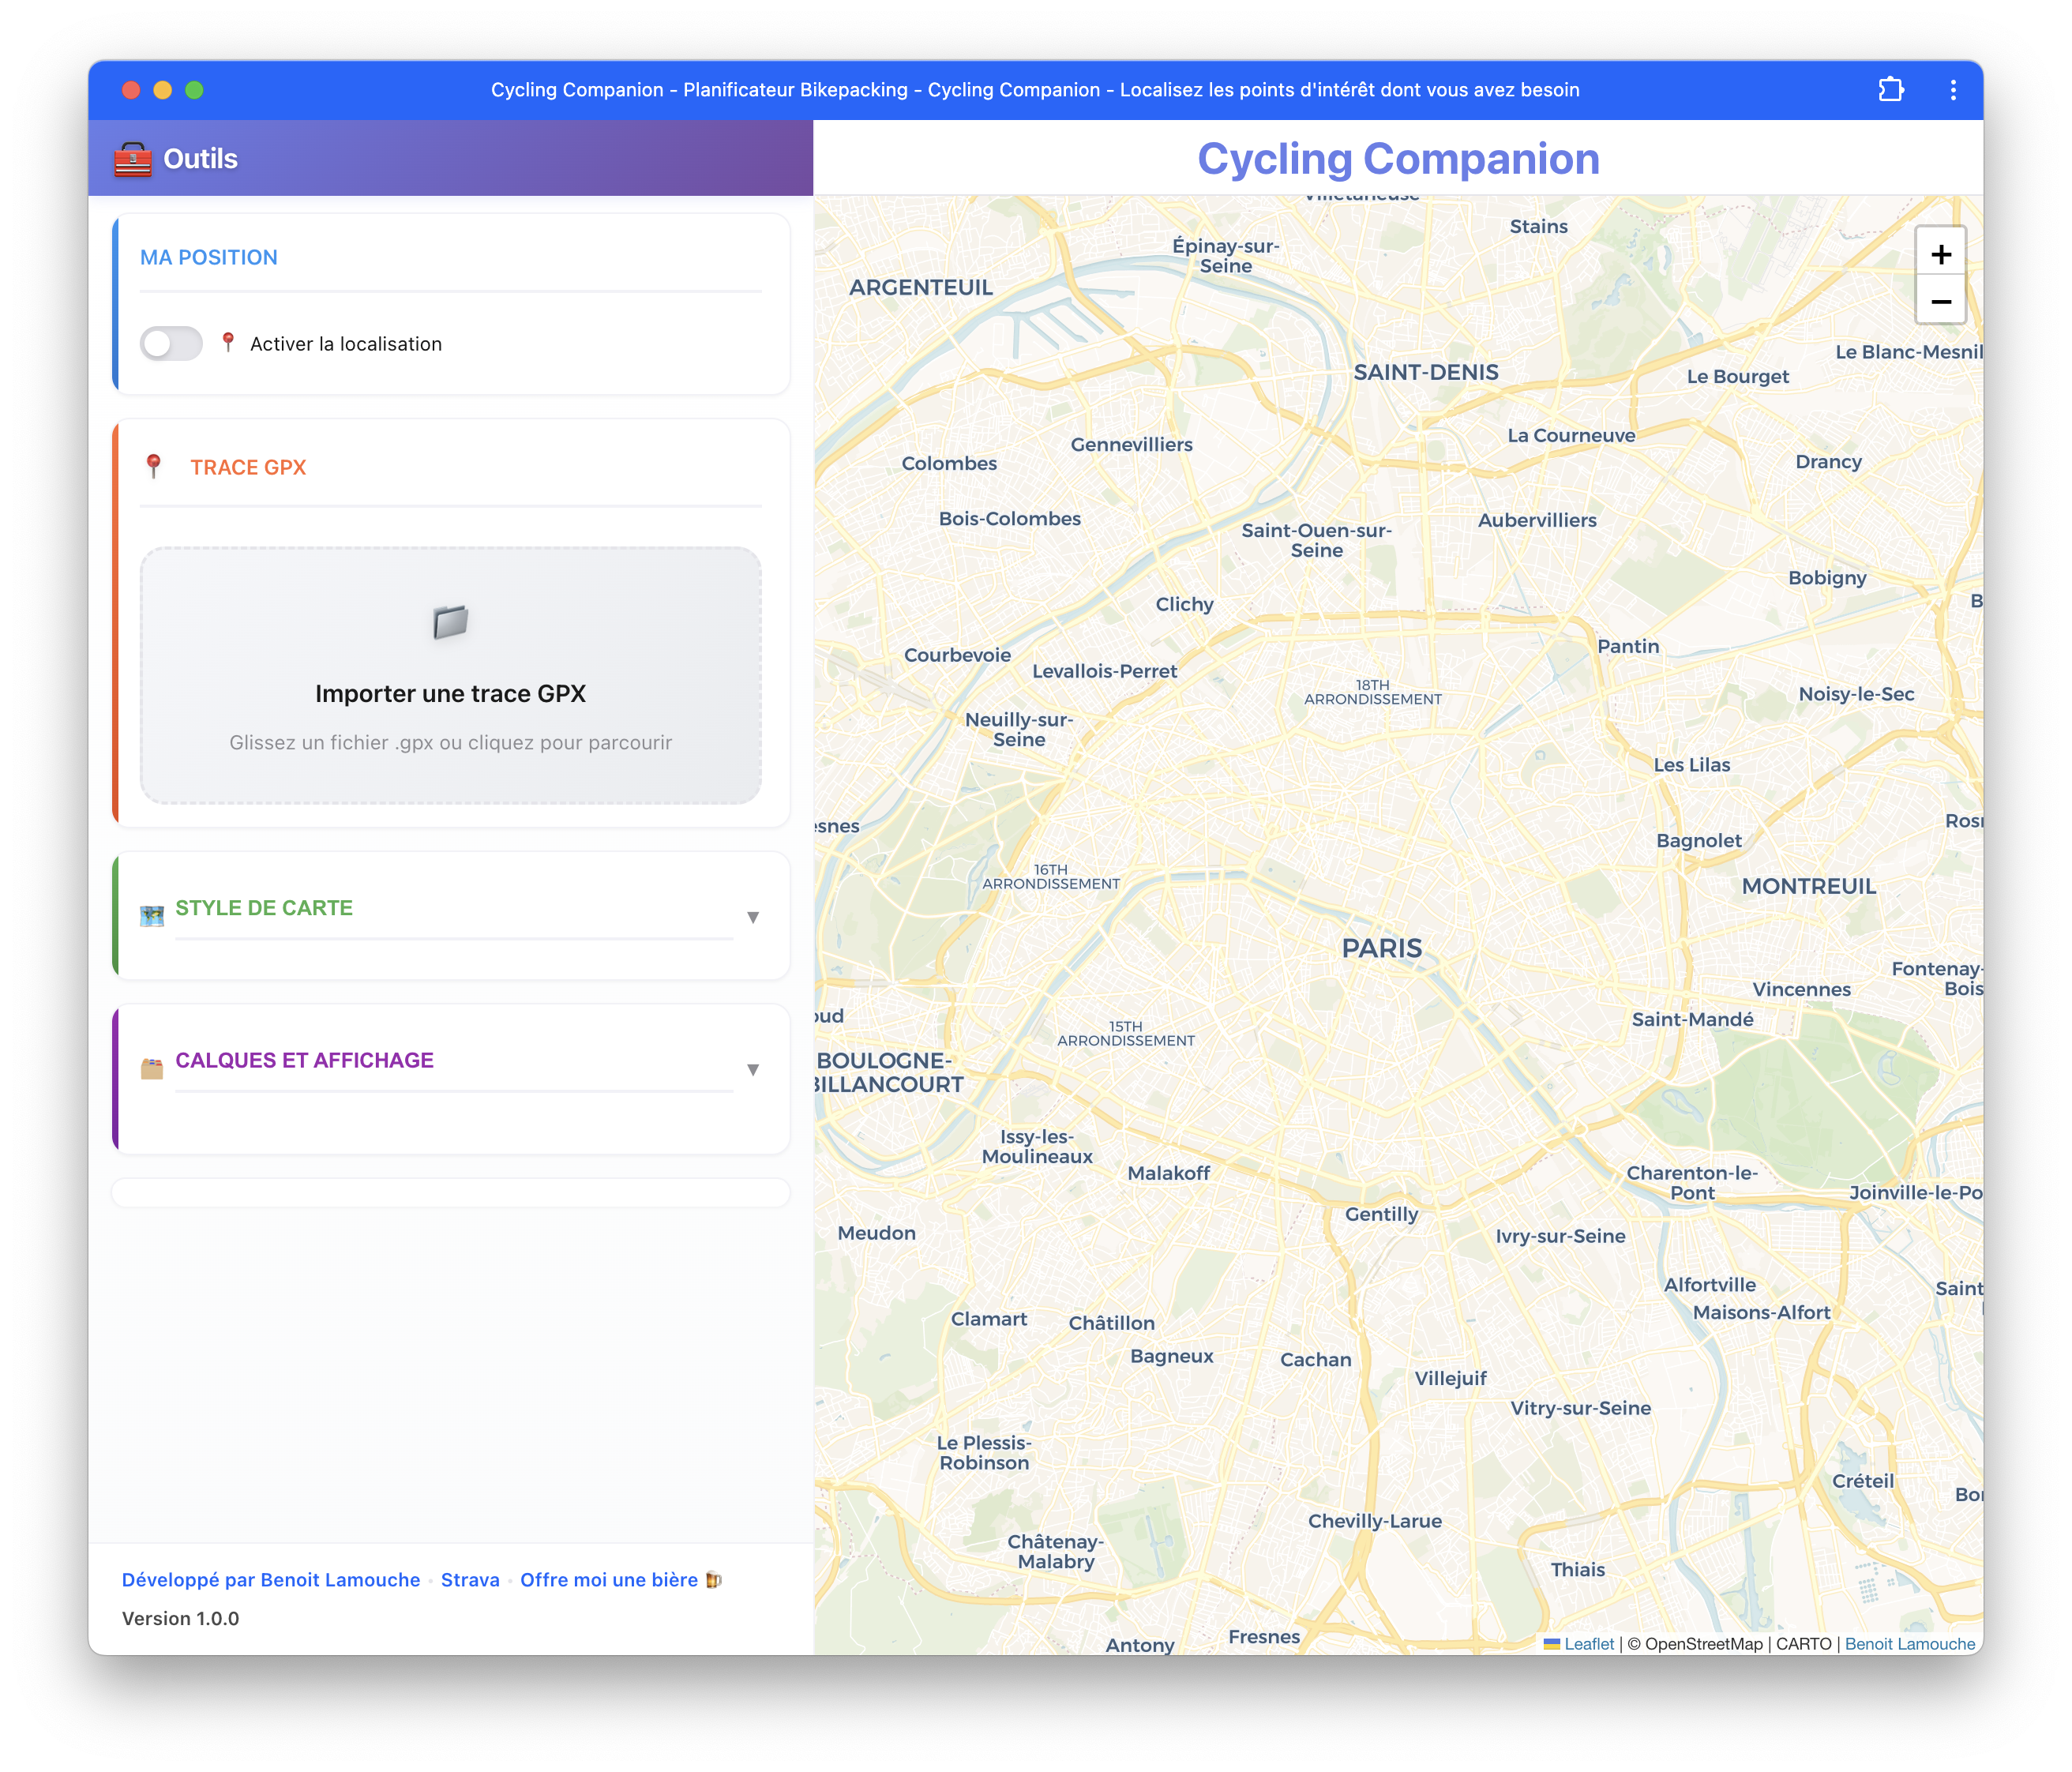 Cycling Companion - Planificateur Bikepacking - Cycling Companion - Localisez les points d'intérêt dont vous avez besoin
Outils
MA POSITION
Activer la localisation
TRACE GPX
Importer une trace GPX
Glissez un fichier .gpx ou cliquez pour parcourir
STYLE DE CARTE
▼
CALQUES ET AFFICHAGE
▼
Développé par Benoit Lamouche • Strava • Offre moi une bière
Version 1.0.0
Cycling Companion
+
−
Stains
Épinay-sur-
Seine
ARGENTEUIL
Le Blanc-Mesnil
SAINT-DENIS
Le Bourget
La Courneuve
Gennevilliers
Colombes
Drancy
Bois-Colombes
Saint-Ouen-sur-
Seine
Aubervilliers
Bobigny
B
Clichy
Courbevoie
Levallois-Perret
Pantin
18TH
ARRONDISSEMENT
Noisy-le-Sec
Neuilly-sur-
Seine
Les Lilas
esnes
Rosn
Bagnolet
16TH
ARRONDISSEMENT
MONTREUIL
PARIS
Fontenay-
Bois
Vincennes
oud
Saint-Mandé
15TH
ARRONDISSEMENT
BOULOGNE-
BILLANCOURT
Issy-les-
Moulineaux
Malakoff
Charenton-le-
Pont
Joinville-le-Po
Gentilly
Meudon
Ivry-sur-Seine
Alfortville
Saint
Maisons-Alfort
Clamart
Châtillon
Bagneux
Cachan
Villejuif
Vitry-sur-Seine
Le Plessis-
Robinson
Créteil
Bon
Chevilly-Larue
Châtenay-
Malabry
Thiais
Fresnes
Antony
Leaflet | © OpenStreetMap | CARTO | Benoit Lamouche